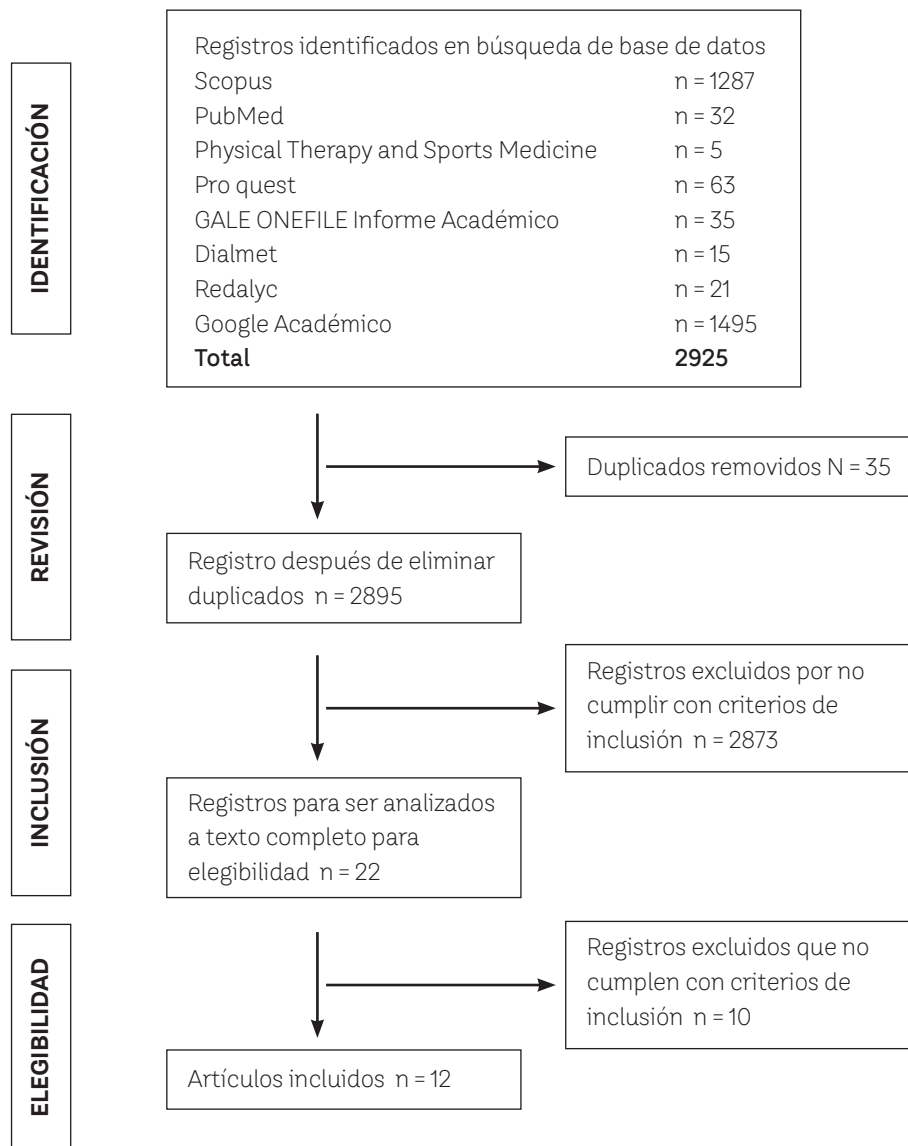 IDENTIFICACIÓN
Registros identificados en búsqueda de base de datos
Scopus n = 1287
PubMed n = 32
Physical Therapy and Sports Medicine n = 5
Pro quest n = 63
GALE ONEFILE Informe Académico n = 35
Dialmet n = 15
Redalyc n = 21
Google Académico n = 1495
Total 2925
REVISIÓN
Duplicados removidos N = 35
Registro después de eliminar
duplicados n = 2895
INCLUSIÓN
Registros excluidos por no
cumplir con criterios de
inclusión n = 2873
Registros para ser analizados
a texto completo para
elegibilidad n = 22
ELEGIBILIDAD
Registros excluidos que no
cumplen con criterios de
inclusión n = 10
Artículos incluidos n = 12